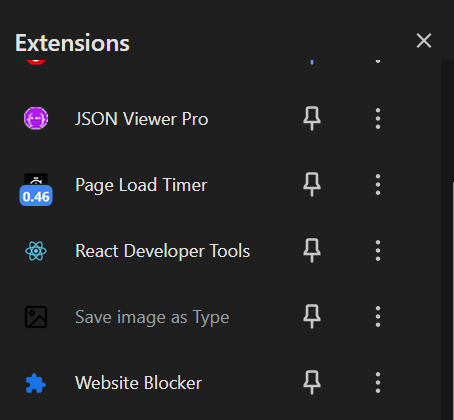 Extensions
JSON Viewer Pro
0.46
Page Load Timer
React Developer Tools
Save image as Type
Website Blocker